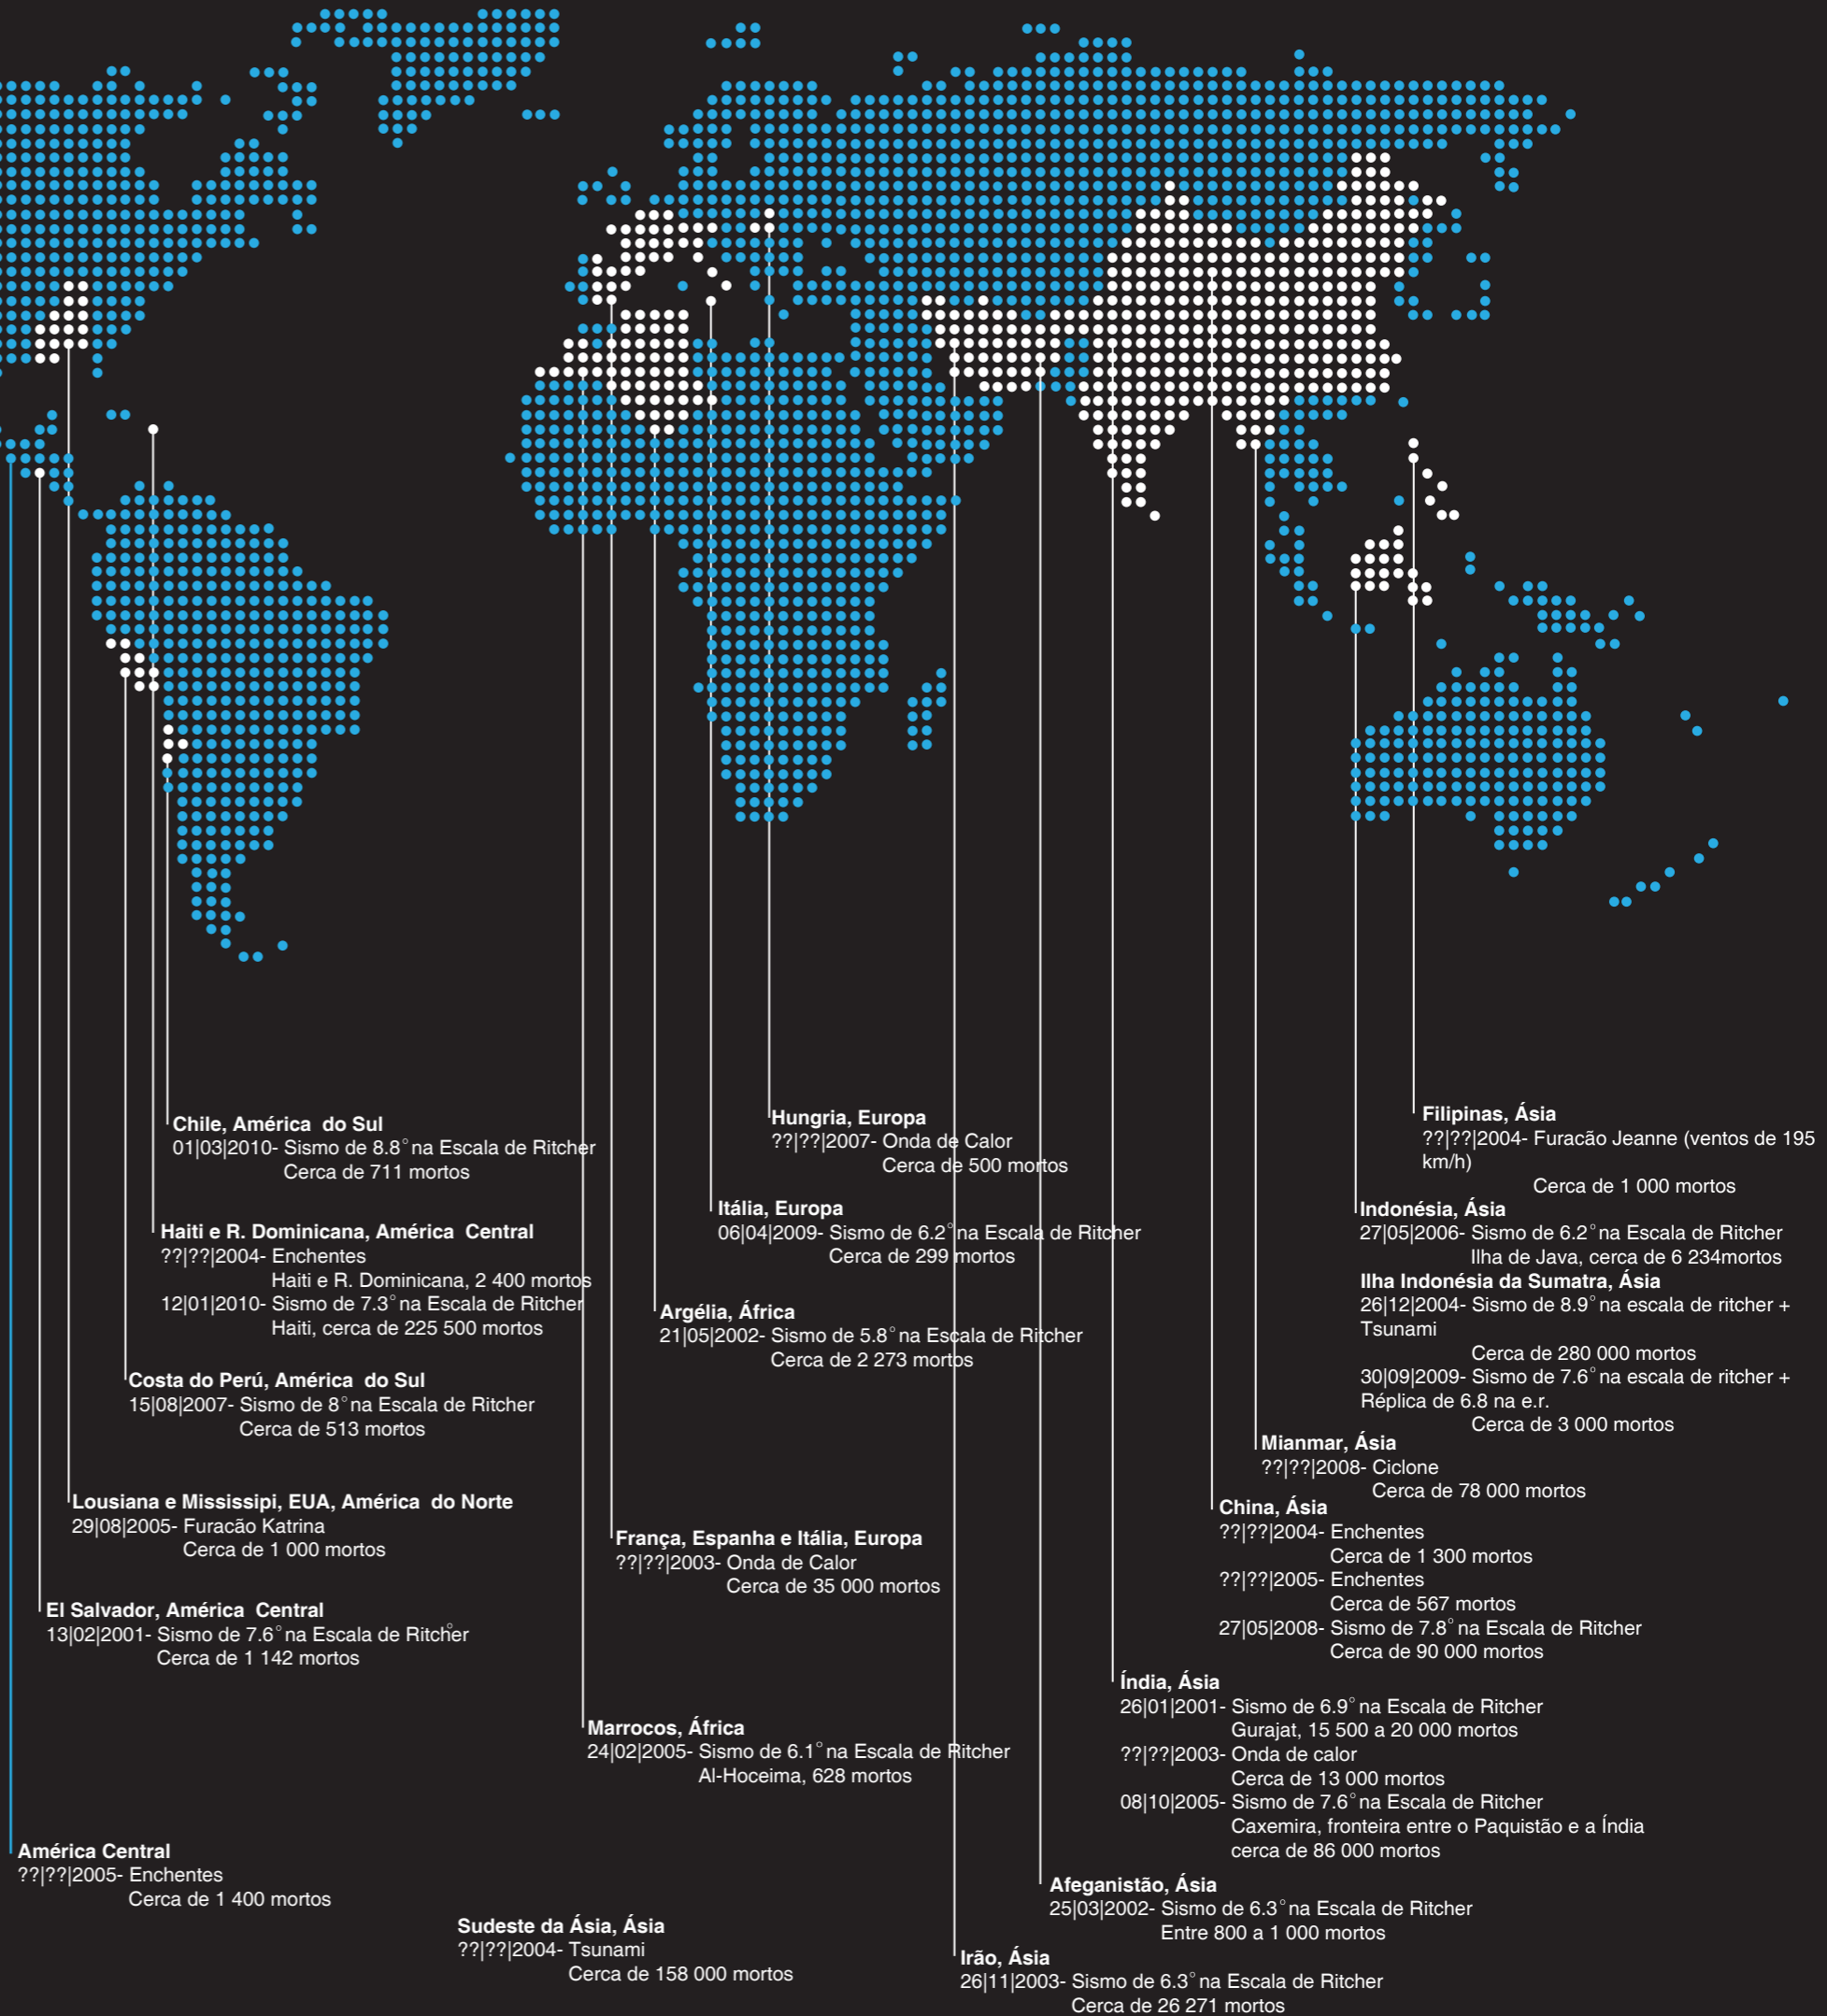 Chile, América do Sul
01|03|2010- Sismo de 8.8° na Escala de Ritcher
Cerca de 711 mortos
Haiti e R. Dominicana, América Central
??|??|2004- Enchentes
Haiti e R. Dominicana, 2 400 mortos
12|01|2010- Sismo de 7.3° na Escala de Ritcher
Haiti, cerca de 225 500 mortos
Costa do Perú, América do Sul
15|08|2007- Sismo de 8° na Escala de Ritcher
Cerca de 513 mortos
Lousiana e Mississipi, EUA, América do Norte
29|08|2005- Furacão Katrina
Cerca de 1 000 mortos
El Salvador, América Central
13|02|2001- Sismo de 7.6° na Escala de Ritcher
Cerca de 1 142 mortos
América Central
??|??|2005- Enchentes
Cerca de 1 400 mortos
Hungria, Europa
??|??|2007- Onda de Calor
Cerca de 500 mortos
Itália, Europa
06|04|2009- Sismo de 6.2° na Escala de Ritcher
Cerca de 299 mortos
Argélia, África
21|05|2002- Sismo de 5.8° na Escala de Ritcher
Cerca de 2 273 mortos
França, Espanha e Itália, Europa
??|??|2003- Onda de Calor
Cerca de 35 000 mortos
Marrocos, África
24|02|2005- Sismo de 6.1° na Escala de Ritcher
Al-Hoceima, 628 mortos
Sudeste da Ásia, Ásia
??|??|2004- Tsunami
Cerca de 158 000 mortos
Filipinas, Ásia
??|??|2004- Furacão Jeanne (ventos de 195
km/h)
Cerca de 1 000 mortos
Indonésia, Ásia
27|05|2006- Sismo de 6.2° na Escala de Ritcher
Ilha de Java, cerca de 6 234mortos
Ilha Indonésia da Sumatra, Ásia
26|12|2004- Sismo de 8.9° na escala de ritcher +
Tsunami
Cerca de 280 000 mortos
30|09|2009- Sismo de 7.6° na escala de ritcher +
Réplica de 6.8 na e.r.
Cerca de 3 000 mortos
Mianmar, Ásia
??|??|2008- Ciclone
Cerca de 78 000 mortos
China, Ásia
??|??|2004- Enchentes
Cerca de 1 300 mortos
??|??|2005- Enchentes
Cerca de 567 mortos
27|05|2008- Sismo de 7.8° na Escala de Ritcher
Cerca de 90 000 mortos
Índia, Ásia
26|01|2001- Sismo de 6.9° na Escala de Ritcher
Gurajat, 15 500 a 20 000 mortos
??|??|2003- Onda de calor
Cerca de 13 000 mortos
08|10|2005- Sismo de 7.6° na Escala de Ritcher
Caxemira, fronteira entre o Paquistão e a Índia
cerca de 86 000 mortos
Afeganistão, Ásia
25|03|2002- Sismo de 6.3° na Escala de Ritcher
Entre 800 a 1 000 mortos
Irão, Ásia
26|11|2003- Sismo de 6.3° na Escala de Ritcher
Cerca de 26 271 mortos